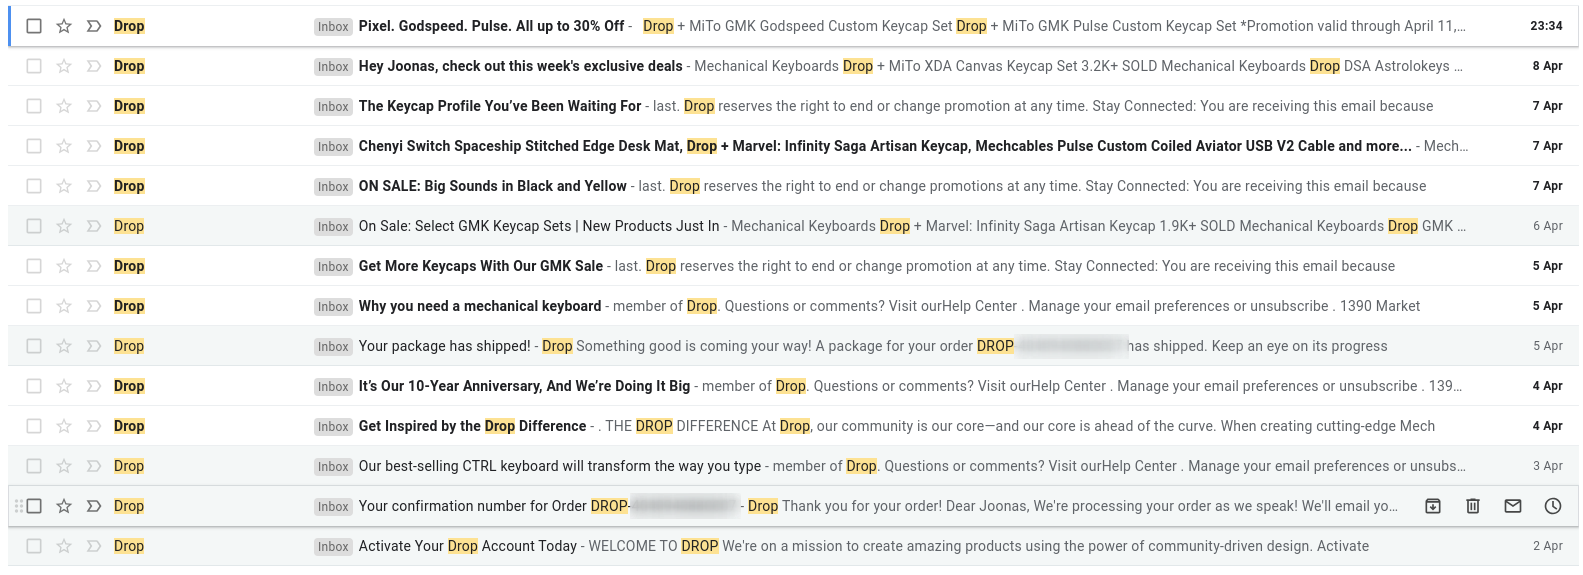 Drop Inbox Pixel. Godspeed. Pulse. All up to 30% Off - Drop + MiTo GMK Godspeed Custom Keycap Set Drop + MiTo GMK Pulse Custom Keycap Set *Promotion valid through April 11,... 23:34
Drop Inbox Hey Joonas, check out this week's exclusive deals - Mechanical Keyboards Drop + MiTo XDA Canvas Keycap Set 3.2K+ SOLD Mechanical Keyboards Drop DSA Astrolokeys ... 8 Apr
Drop Inbox The Keycap Profile You've Been Waiting For - last. Drop reserves the right to end or change promotion at any time. Stay Connected: You are receiving this email because 7 Apr
Drop Inbox Chenyi Switch Spaceship Stitched Edge Desk Mat, Drop + Marvel: Infinity Saga Artisan Keycap, Mechcables Pulse Custom Coiled Aviator USB V2 Cable and more... - Mech... 7 Apr
Drop Inbox ON SALE: Big Sounds in Black and Yellow - last. Drop reserves the right to end or change promotions at any time. Stay Connected: You are receiving this email because 7 Apr
Drop Inbox On Sale: Select GMK Keycap Sets | New Products Just In - Mechanical Keyboards Drop + Marvel: Infinity Saga Artisan Keycap 1.9K+ SOLD Mechanical Keyboards Drop GMK ... 6 Apr
Drop Inbox Get More Keycaps With Our GMK Sale - last. Drop reserves the right to end or change promotion at any time. Stay Connected: You are receiving this email because 5 Apr
Drop Inbox Why you need a mechanical keyboard - member of Drop. Questions or comments? Visit ourHelp Center . Manage your email preferences or unsubscribe . 1390 Market 5 Apr
Drop Inbox Your package has shipped! - Drop Something good is coming your way! A package for your order DROP has shipped. Keep an eye on its progress 5 Apr
Drop Inbox It's Our 10-Year Anniversary, And We're Doing It Big - member of Drop. Questions or comments? Visit ourHelp Center . Manage your email preferences or unsubscribe . 139... 4 Apr
Drop Inbox Get Inspired by the Drop Difference - . THE DROP DIFFERENCE At Drop, our community is our core—and our core is ahead of the curve. When creating cutting-edge Mech 4 Apr
Drop Inbox Our best-selling CTRL keyboard will transform the way you type - member of Drop. Questions or comments? Visit ourHelp Center . Manage your email preferences or unsubs... 3 Apr
Drop Inbox Your confirmation number for Order DROP- - Drop Thank you for your order! Dear Joonas, We're processing your order as we speak! We'll email yo...
Drop Inbox Activate Your Drop Account Today - WELCOME TO DROP We're on a mission to create amazing products using the power of community-driven design. Activate 2 Apr